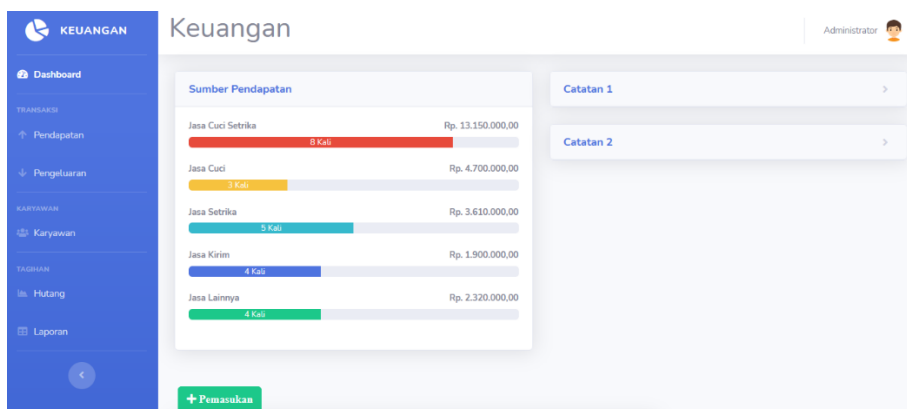 KEUANGAN
Keuangan
Administrator
Dashboard
TRANSAKSI
Pendapatan
Pengeluaran
KARYAWAN
Karyawan
TAGIHAN
Hutang
Laporan
Sumber Pendapatan
Jasa Cuci Setrika Rp. 13.150.000,00
8 Kali
Jasa Cuci Rp. 4.700.000,00
3 Kali
Jasa Setrika Rp. 3.610.000,00
5 Kali
Jasa Kirim Rp. 1.900.000,00
4 Kali
Jasa Lainnya Rp. 2.320.000,00
4 Kali
Catatan 1
Catatan 2
+ Pemasukan